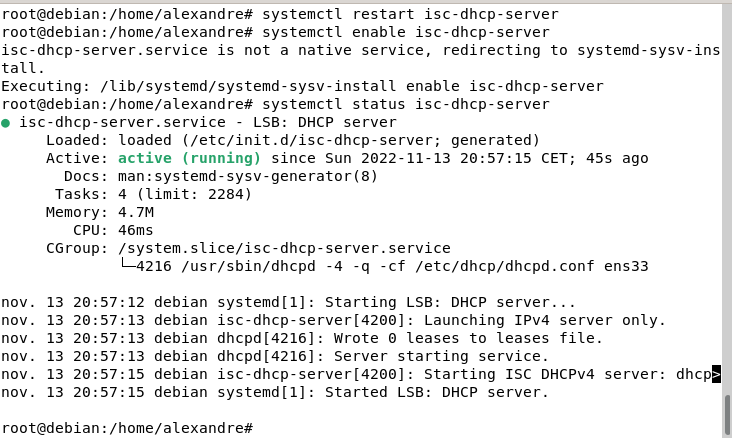 root@debian:/home/alexandre# systemctl restart isc-dhcp-server
root@debian:/home/alexandre# systemctl enable isc-dhcp-server
isc-dhcp-server.service is not a native service, redirecting to systemd-sysv-ins
tall.
Executing: /lib/systemd/systemd-sysv-install enable isc-dhcp-server
root@debian:/home/alexandre# systemctl status isc-dhcp-server
● isc-dhcp-server.service - LSB: DHCP server
     Loaded: loaded (/etc/init.d/isc-dhcp-server; generated)
     Active: active (running) since Sun 2022-11-13 20:57:15 CET; 45s ago
       Docs: man:systemd-sysv-generator(8)
      Tasks: 4 (limit: 2284)
     Memory: 4.7M
        CPU: 46ms
     CGroup: /system.slice/isc-dhcp-server.service
             └─4216 /usr/sbin/dhcpd -4 -q -cf /etc/dhcp/dhcpd.conf ens33
nov. 13 20:57:12 debian systemd[1]: Starting LSB: DHCP server...
nov. 13 20:57:13 debian isc-dhcp-server[4200]: Launching IPv4 server only.
nov. 13 20:57:13 debian dhcpd[4216]: Wrote 0 leases to leases file.
nov. 13 20:57:13 debian dhcpd[4216]: Server starting service.
nov. 13 20:57:15 debian isc-dhcp-server[4200]: Starting ISC DHCPv4 server: dhcp>
nov. 13 20:57:15 debian systemd[1]: Started LSB: DHCP server.
root@debian:/home/alexandre#